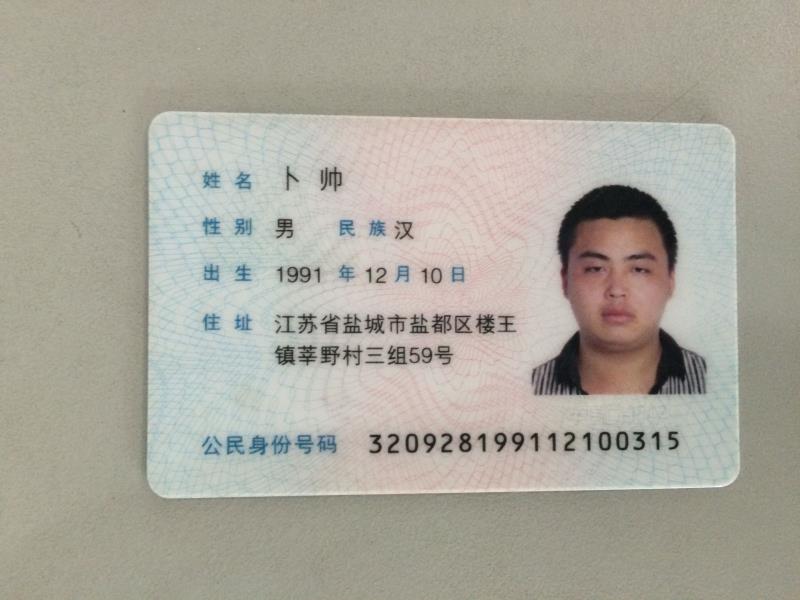 姓名 卜帅
性别 男 民族 汉
出生 1991 年 12 月 10 日
住址 江苏省盐城市盐都区楼王
镇莘野村三组59号
公民身份号码 320928199112100315